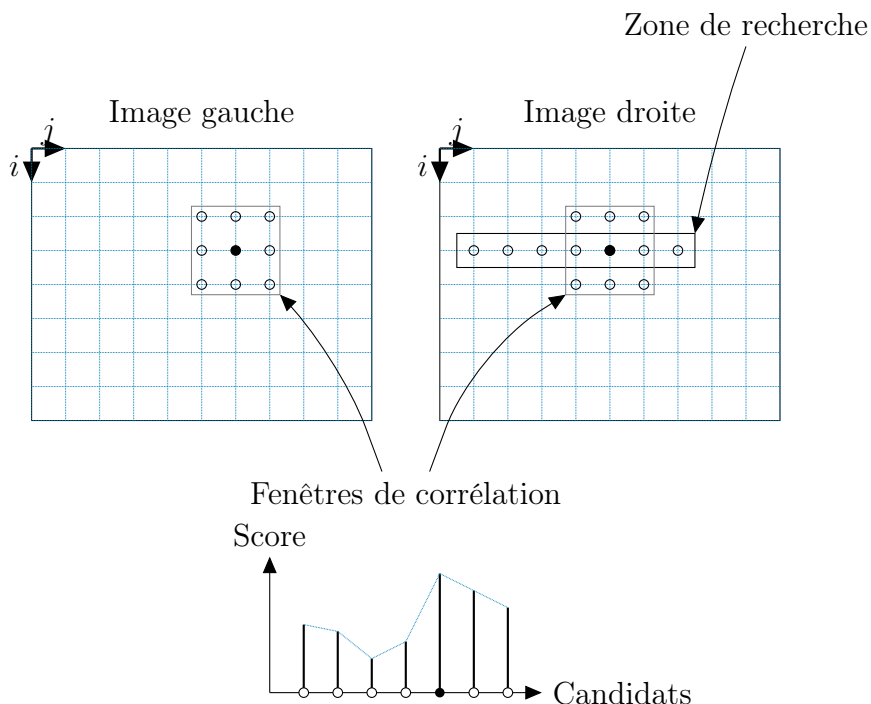 Zone de recherche
Image gauche
Image droite
j
i
j
i
Fenêtres de corrélation
Score
Candidats